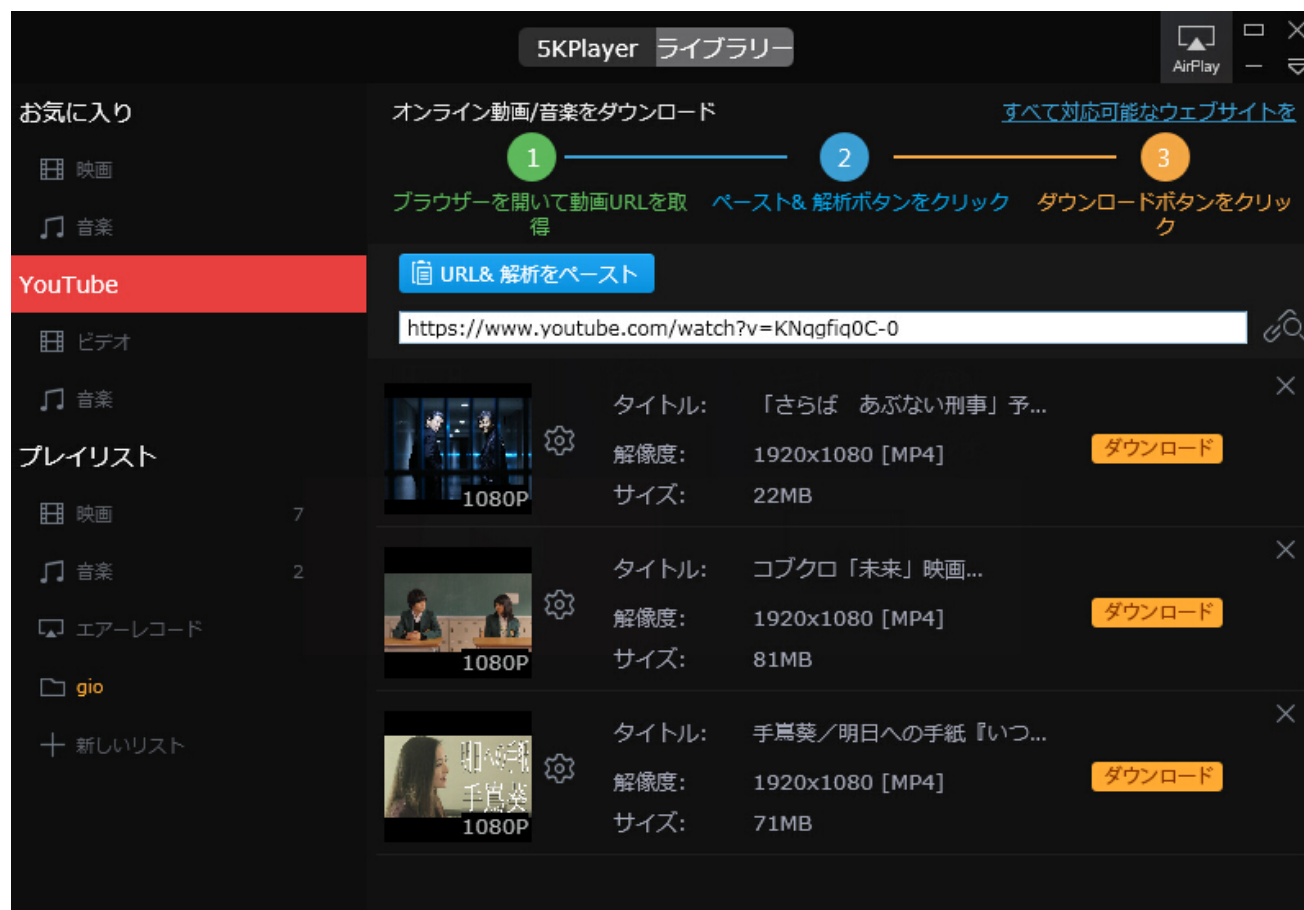 5KPlayer ライブラリー
AirPlay
お気に入り
映画
音楽
YouTube
ビデオ
音楽
プレイリスト
映画 7
音楽 2
エアーレコード
gio
新しいリスト
オンライン動画/音楽をダウンロード
すべて対応可能なウェブサイトを
1
2
3
ブラウザーを開いて動画URLを取
得
ペースト& 解析ボタンをクリック
ダウンロードボタンをクリッ
ク
URL& 解析をペースト
https://www.youtube.com/watch?v=KNqgfiq0C-0
1080P
タイトル: 「さらば あぶない刑事」予...
解像度: 1920x1080 [MP4]
サイズ: 22MB
ダウンロード
1080P
タイトル: コブクロ「未来」映画...
解像度: 1920x1080 [MP4]
サイズ: 81MB
ダウンロード
明日への手紙
手嶌葵
1080P
タイトル: 手嶌葵／明日への手紙『いつ...
解像度: 1920x1080 [MP4]
サイズ: 71MB
ダウンロード